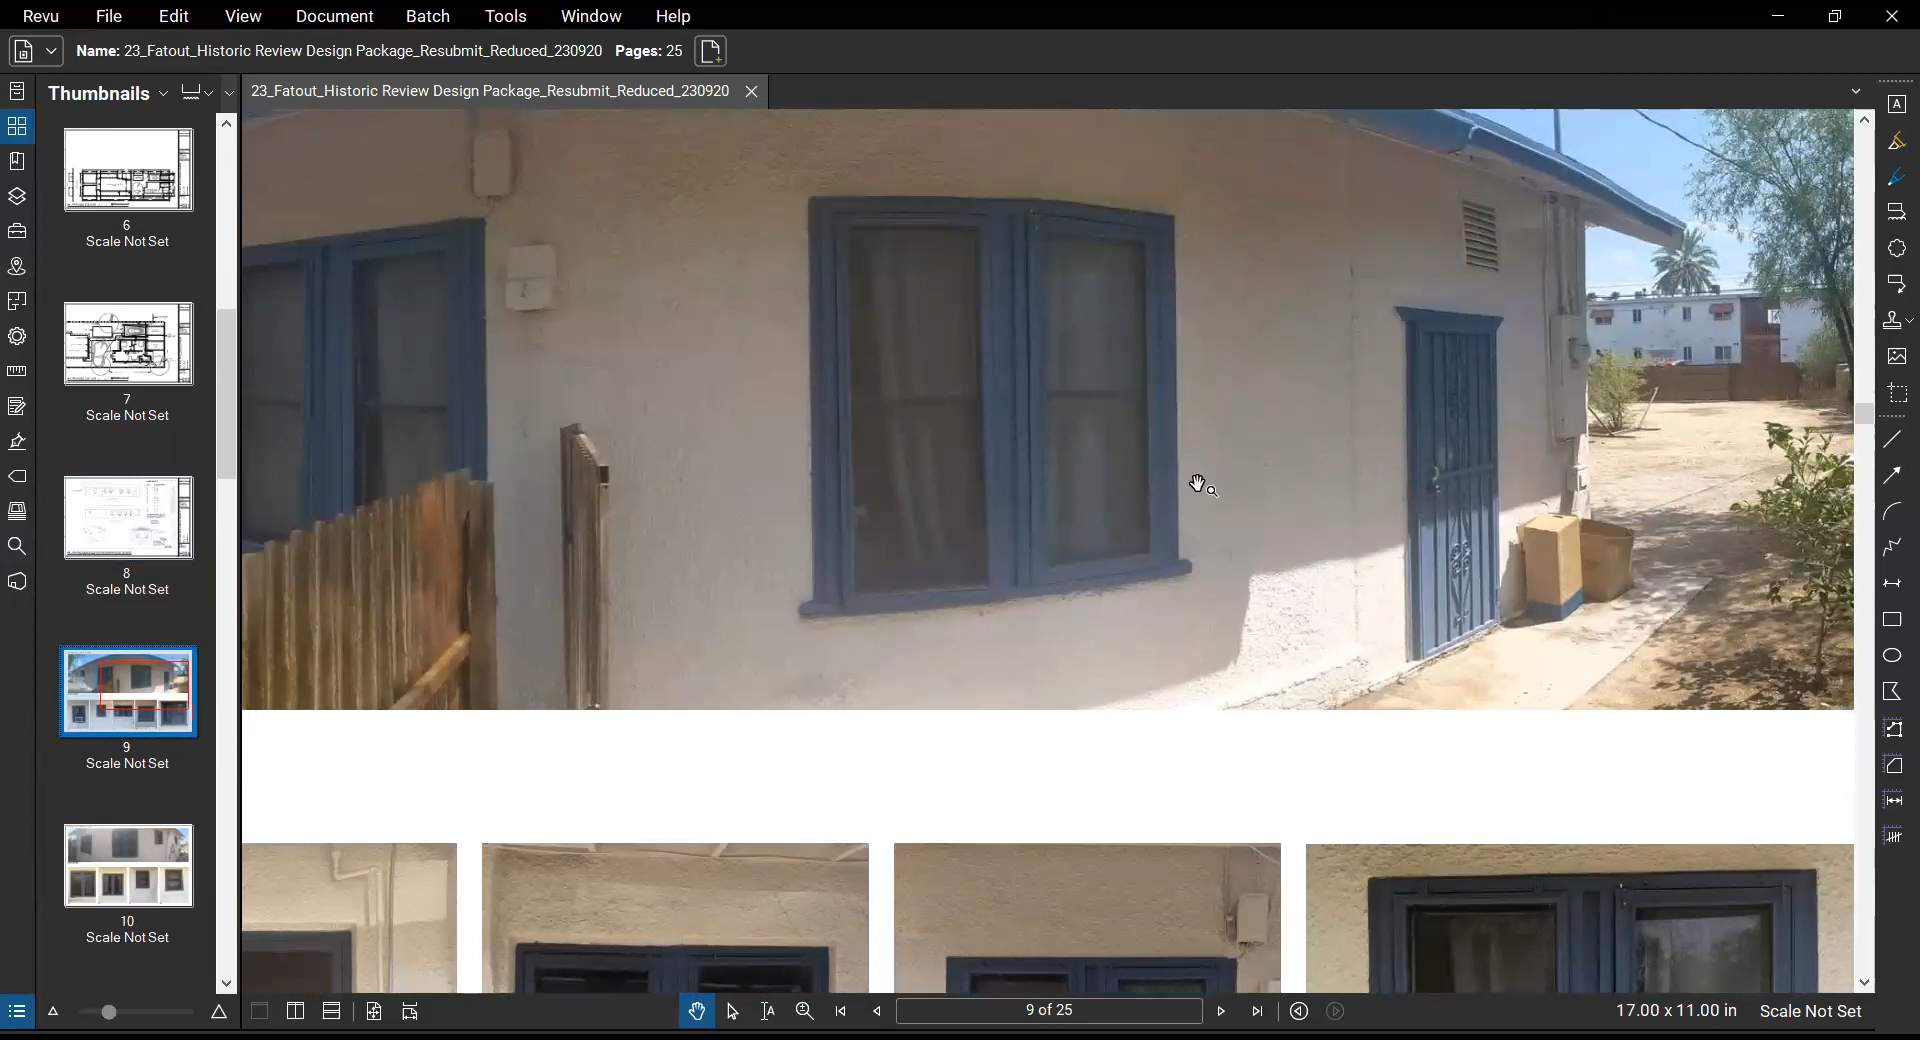 Revu File Edit View Document Batch Tools Window Help
Name: 23_Fatout_Historic Review Design Package_Resubmit_Reduced_230920 Pages: 25
Thumbnails
23_Fatout_Historic Review Design Package_Resubmit_Reduced_230920
6
Scale Not Set
7
Scale Not Set
8
Scale Not Set
9
Scale Not Set
10
Scale Not Set
9 of 25
17.00 x 11.00 in Scale Not Set